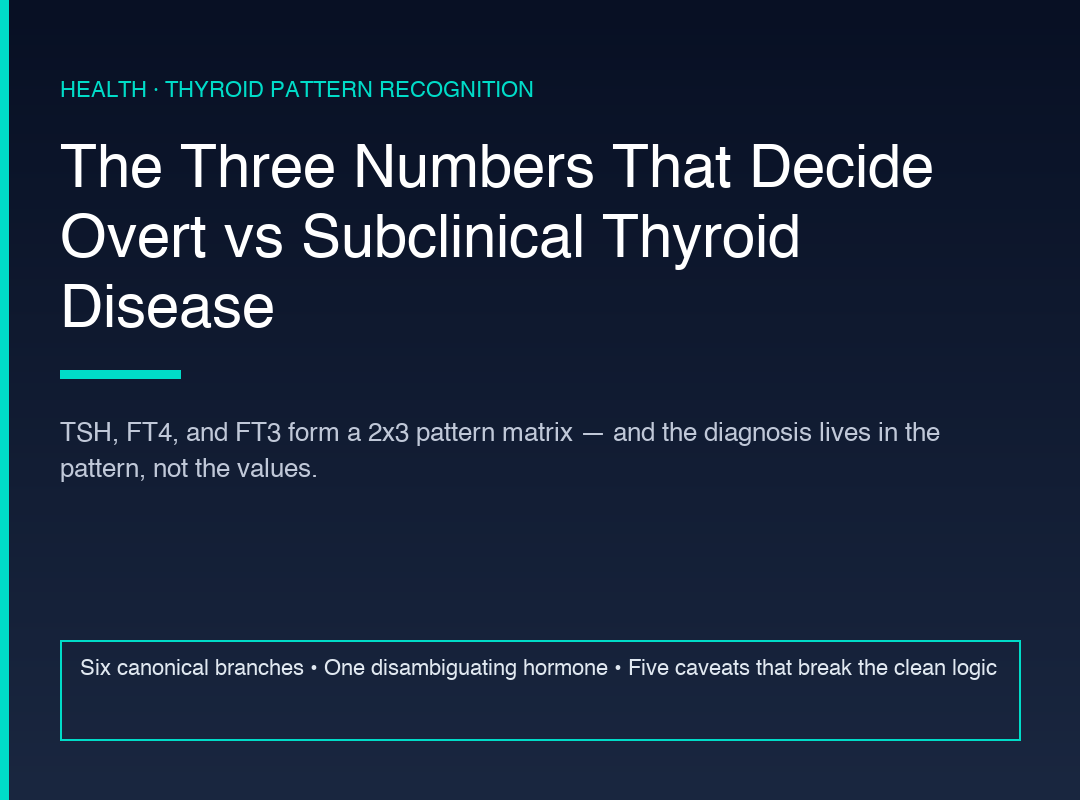 HEALTH · THYROID PATTERN RECOGNITION
The Three Numbers That Decide
Overt vs Subclinical Thyroid
Disease
TSH, FT4, and FT3 form a 2x3 pattern matrix — and the diagnosis lives in the
pattern, not the values.
Six canonical branches • One disambiguating hormone • Five caveats that break the clean logic